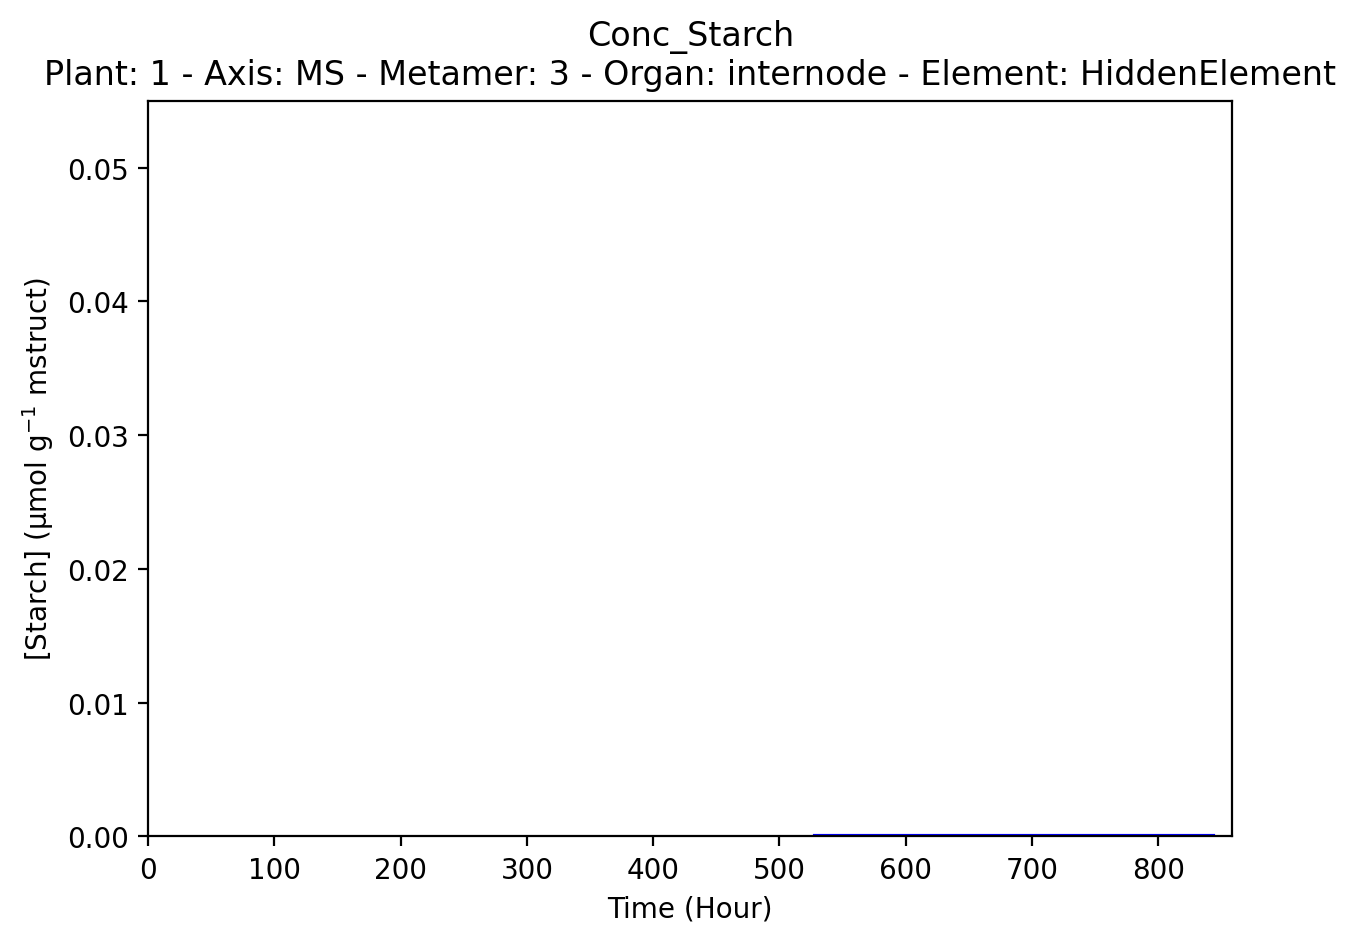 Conc_Starch
Plant: 1 - Axis: MS - Metamer: 3 - Organ: internode - Element: HiddenElement
[Starch] (µmol g⁻¹ mstruct)
0.05
0.04
0.03
0.02
0.01
0.00
0 100 200 300 400 500 600 700 800
Time (Hour)